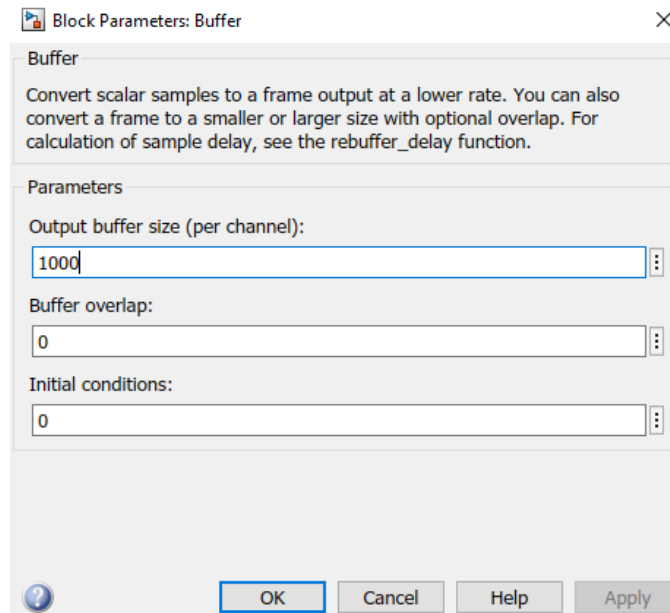 Block Parameters: Buffer
Buffer
Convert scalar samples to a frame output at a lower rate. You can also
convert a frame to a smaller or larger size with optional overlap. For
calculation of sample delay, see the rebuffer_delay function.
Parameters
Output buffer size (per channel):
1000
Buffer overlap:
0
Initial conditions:
0
OK Cancel Help Apply